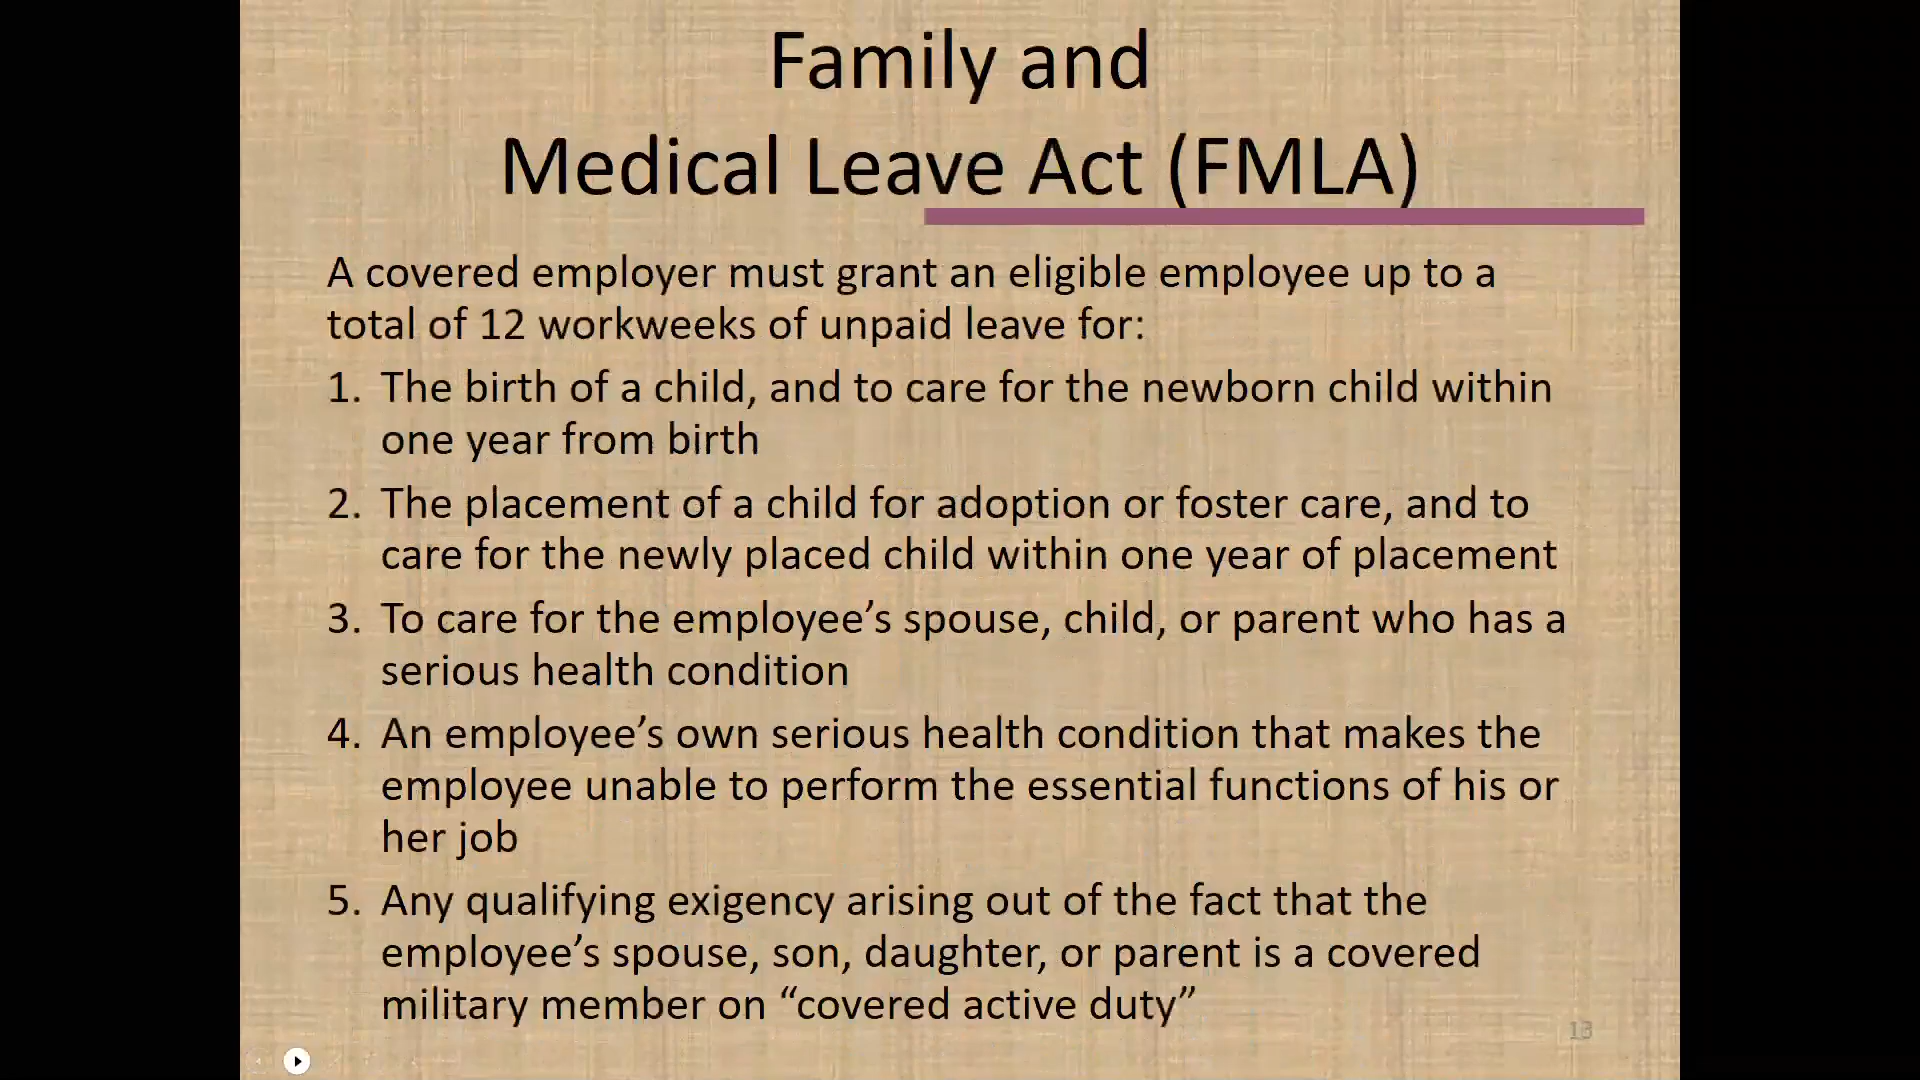 Family and
Medical Leave Act (FMLA)
A covered employer must grant an eligible employee up to a
total of 12 workweeks of unpaid leave for:
1. The birth of a child, and to care for the newborn child within
one year from birth
2. The placement of a child for adoption or foster care, and to
care for the newly placed child within one year of placement
3. To care for the employee’s spouse, child, or parent who has a
serious health condition
4. An employee’s own serious health condition that makes the
employee unable to perform the essential functions of his or
her job
5. Any qualifying exigency arising out of the fact that the
employee’s spouse, son, daughter, or parent is a covered
military member on “covered active duty”
13